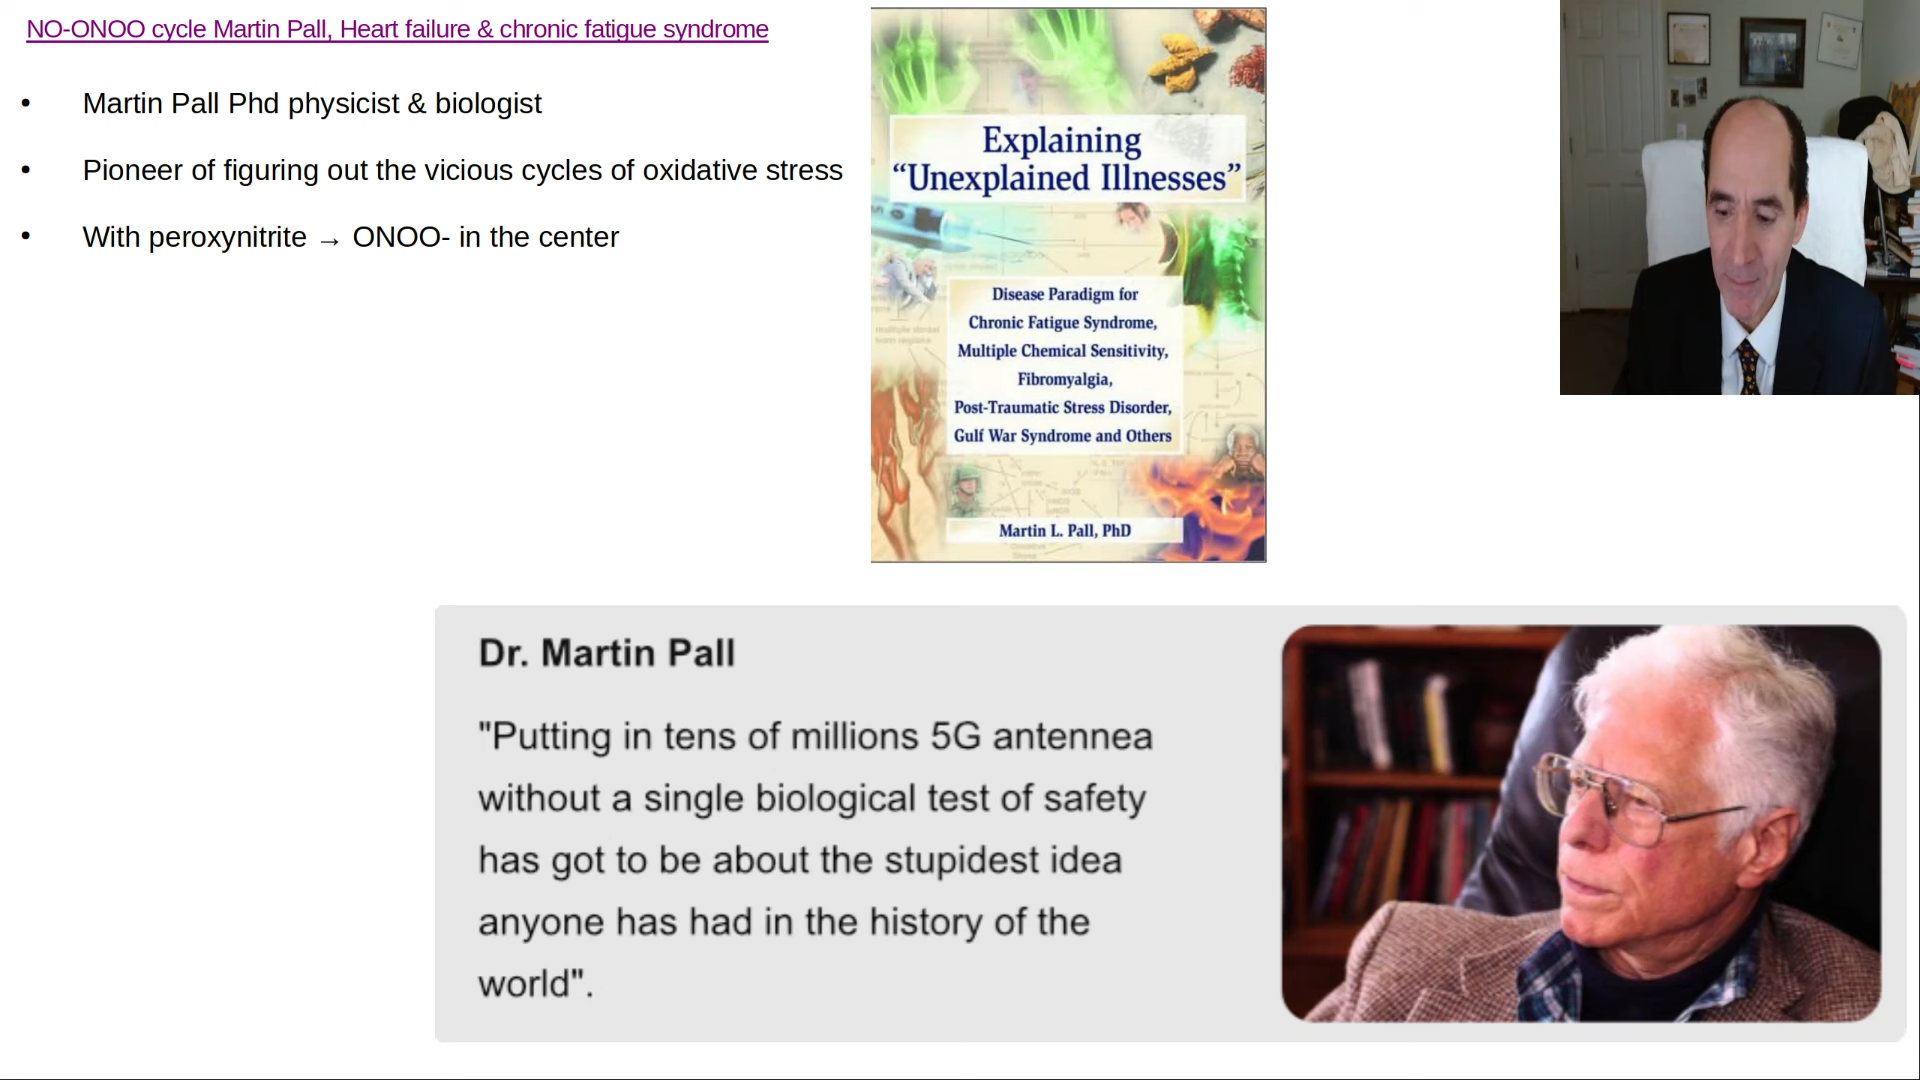 NO-ONOO cycle Martin Pall, Heart failure & chronic fatigue syndrome
• Martin Pall Phd physicist & biologist
• Pioneer of figuring out the vicious cycles of oxidative stress
• With peroxynitrite → ONOO- in the center
Explaining
“Unexplained Illnesses”
Disease Paradigm for
Chronic Fatigue Syndrome,
Multiple Chemical Sensitivity,
Fibromyalgia,
Post-Traumatic Stress Disorder,
Gulf War Syndrome and Others
Martin L. Pall, PhD
Dr. Martin Pall
"Putting in tens of millions 5G antennea
without a single biological test of safety
has got to be about the stupidest idea
anyone has had in the history of the
world".